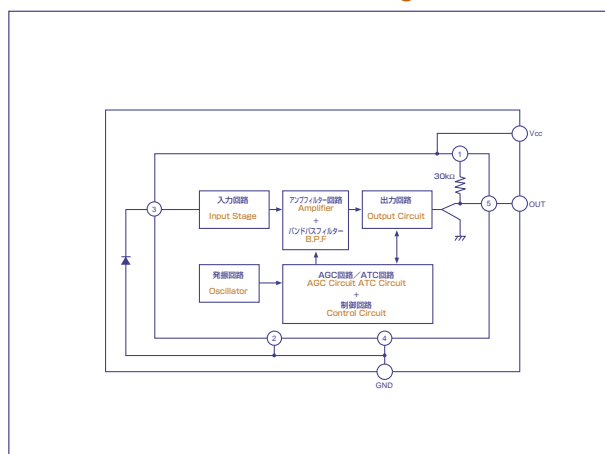 Vcc
1
30kΩ
3
入力回路
Input Stage
アンプフィルター回路
Amplifier
+
バンドパスフィルター
B.P.F
出力回路
Output Circuit
5
OUT
発振回路
Oscillator
AGC回路／ATC回路
AGC Circuit ATC Circuit
+
制御回路
Control Circuit
2
4
GND